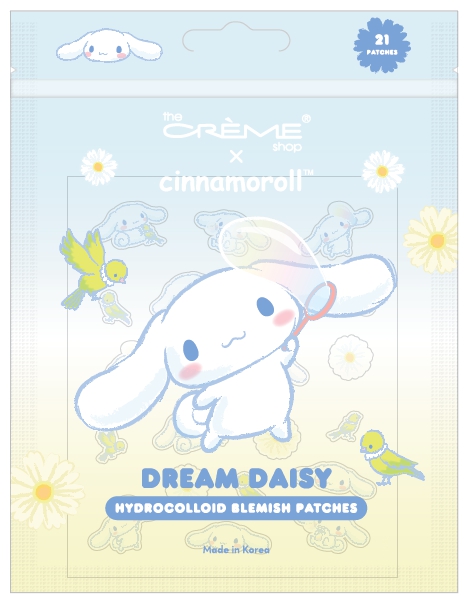 21
PATCHES
the
CRÈME®
shop
×
cinnamoroll™
DREAM DAISY
HYDROCOLLOID BLEMISH PATCHES
Made in Korea